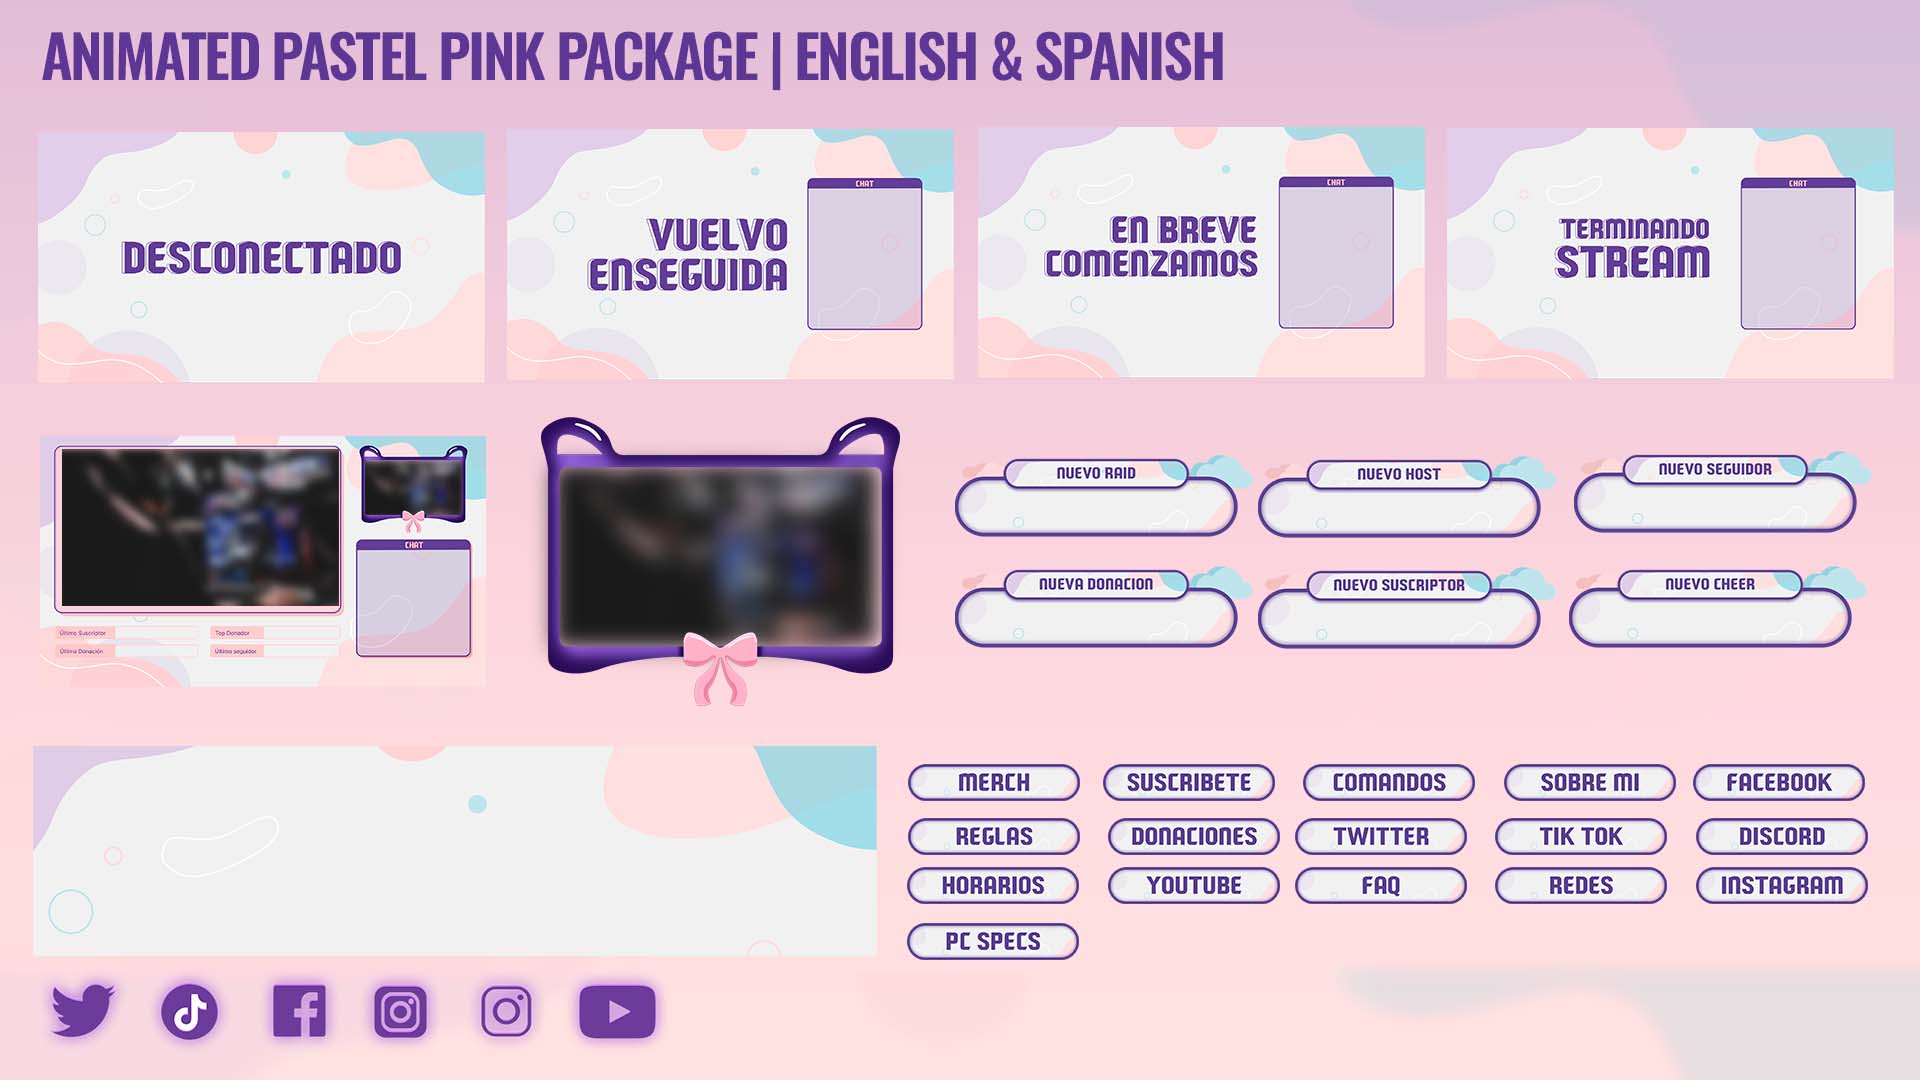 ANIMATED PASTEL PINK PACKAGE | ENGLISH & SPANISH
DESCONECTADO
VUELVO
ENSEGUIDA
CHAT
EN BREVE
COMENZAMOS
CHAT
TERMINANDO
STREAM
CHAT
CHAT
Último Suscriptor
Top Donador
Última Donación
Último seguidor
NUEVO RAID
NUEVO HOST
NUEVO SEGUIDOR
NUEVA DONACION
NUEVO SUSCRIPTOR
NUEVO CHEER
MERCH
SUSCRIBETE
COMANDOS
SOBRE MI
FACEBOOK
REGLAS
DONACIONES
TWITTER
TIK TOK
DISCORD
HORARIOS
YOUTUBE
FAQ
REDES
INSTAGRAM
PC SPECS